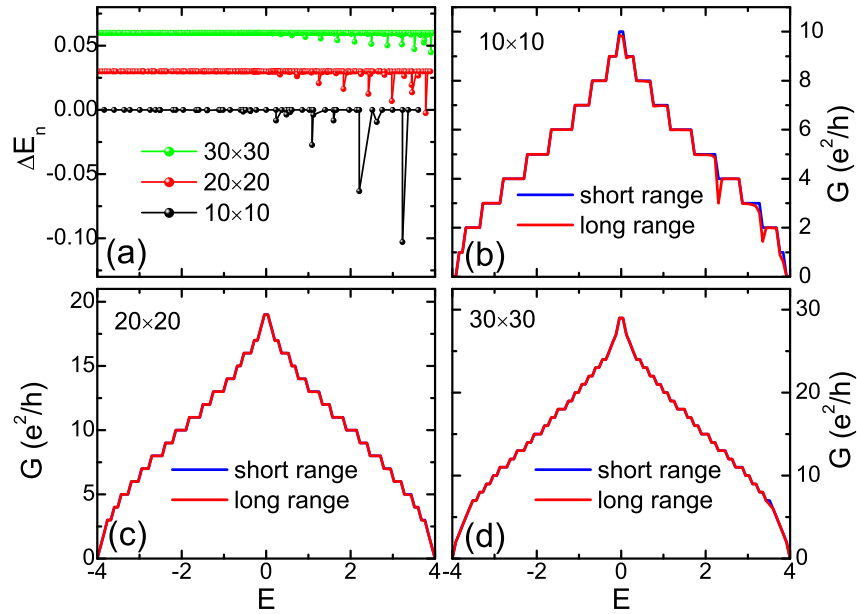 0.05
0.00
-0.05
-0.10
ΔE_n
30×30
20×20
10×10
(a)
10×10
short range
long range
(b)
10
8
6
4
2
0
G (e²/h)
20
15
10
5
0
G (e²/h)
20×20
short range
long range
(c)
-4 -2 0 2 4
E
30×30
short range
long range
(d)
30
20
10
0
G (e²/h)
-4 -2 0 2 4
E